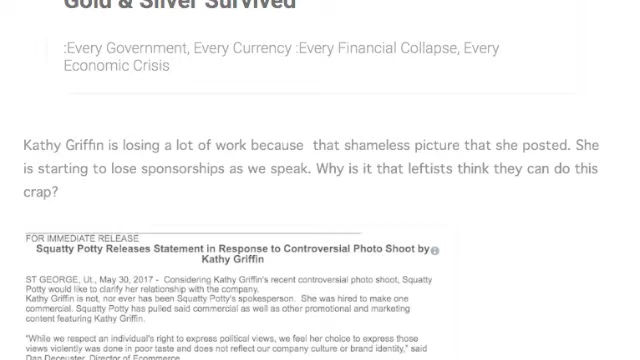 Gold & Silver Survived
:Every Government, Every Currency :Every Financial Collapse, Every
Economic Crisis
Kathy Griffin is losing a lot of work because that shameless picture that she posted. She
is starting to lose sponsorships as we speak. Why is it that leftists think they can do this
crap?
FOR IMMEDIATE RELEASE
Squatty Potty Releases Statement in Response to Controversial Photo Shoot by
Kathy Griffin
ST GEORGE, Ut., May 30, 2017 - Considering Kathy Griffin's recent controversial photo shoot, Squatty
Potty would like to clarify her relationship with the company.
Kathy Griffin is not, nor ever has been Squatty Potty's spokesperson. She was hired to make one
commercial. Squatty Potty has pulled said commercial as well as other promotional and marketing
content featuring Kathy Griffin.
"While we respect an individual's right to express political views, we feel her choice to express those
views violently was done in poor taste and does not reflect our company culture or brand identity," said
Dan Deceuster, Director of Ecommerce